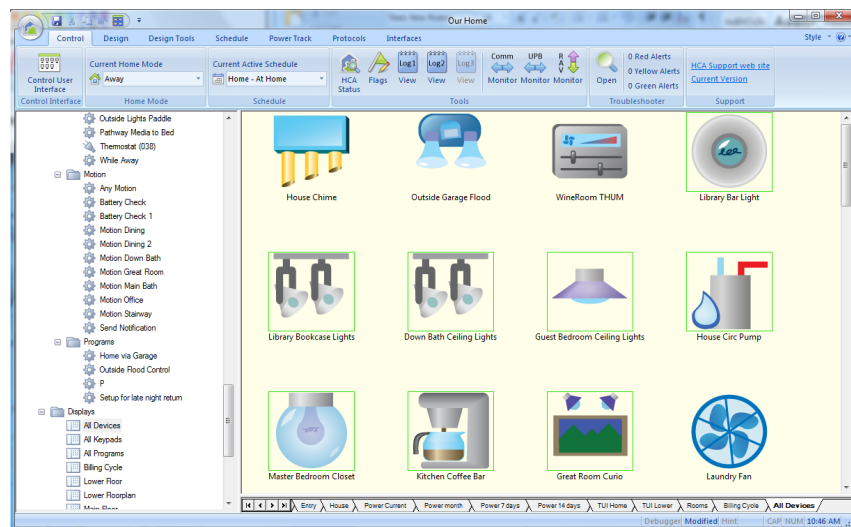 Our Home
Control Design Design Tools Schedule Power Track Protocols Interfaces Style
Control User Interface
Control Interface
Current Home Mode
Away
Home Mode
Current Active Schedule
Home - At Home
Schedule
HCA Status
Flags
Log1 View
Log2 View
Log3 View
Comm Monitor
UPB Monitor
RAV Monitor
Tools
Open
0 Red Alerts
0 Yellow Alerts
0 Green Alerts
Troubleshooter
HCA Support web site
Current Version
Support
Outside Lights Paddle
Pathway Media to Bed
Thermostat (038)
While Away
Motion
Any Motion
Battery Check
Battery Check 1
Motion Dining
Motion Dining 2
Motion Down Bath
Motion Great Room
Motion Main Bath
Motion Office
Motion Stairway
Send Notification
Programs
Home via Garage
Outside Flood Control
P
Setup for late night return
Displays
All Devices
All Keypads
All Programs
Billing Cycle
Lower Floor
Lower Floorplan
Main Floor
House Chime
Outside Garage Flood
WineRoom THUM
Library Bar Light
Library Bookcase Lights
Down Bath Ceiling Lights
Guest Bedroom Ceiling Lights
House Circ Pump
Master Bedroom Closet
Kitchen Coffee Bar
Great Room Curio
Laundry Fan
Entry House Power Current Power month Power 7 days Power 14 days TUI Home TUI Lower Rooms Billing Cycle All Devices
Debugger Modified Hint CAP NUM 10:46 AM